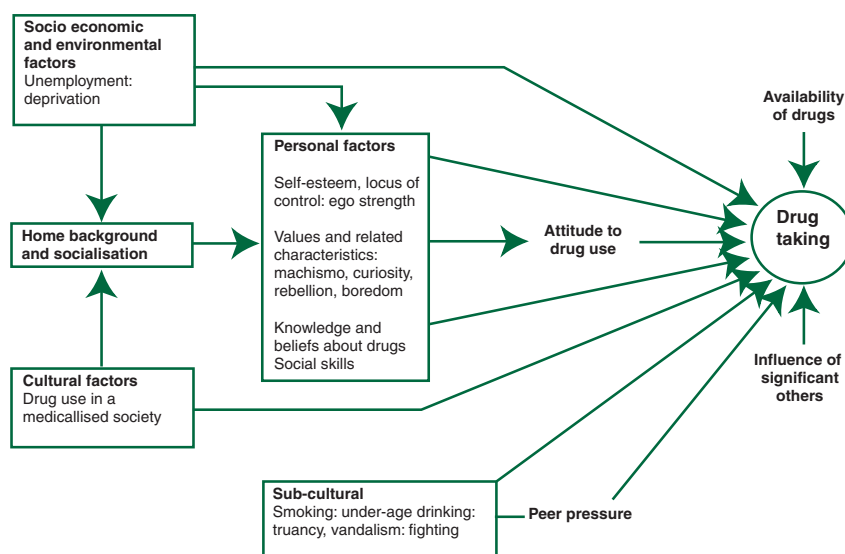 Socio economic
and environmental
factors
Unemployment:
deprivation
Availability
of drugs
Personal factors
Self-esteem, locus of
control: ego strength
Values and related
characteristics:
machismo, curiosity,
rebellion, boredom
Knowledge and
beliefs about drugs
Social skills
Home background
and socialisation
Attitude to
drug use
Drug
taking
Cultural factors
Drug use in a
medicallised society
Influence of
significant
others
Sub-cultural
Smoking: under-age drinking:
truancy, vandalism: fighting
Peer pressure